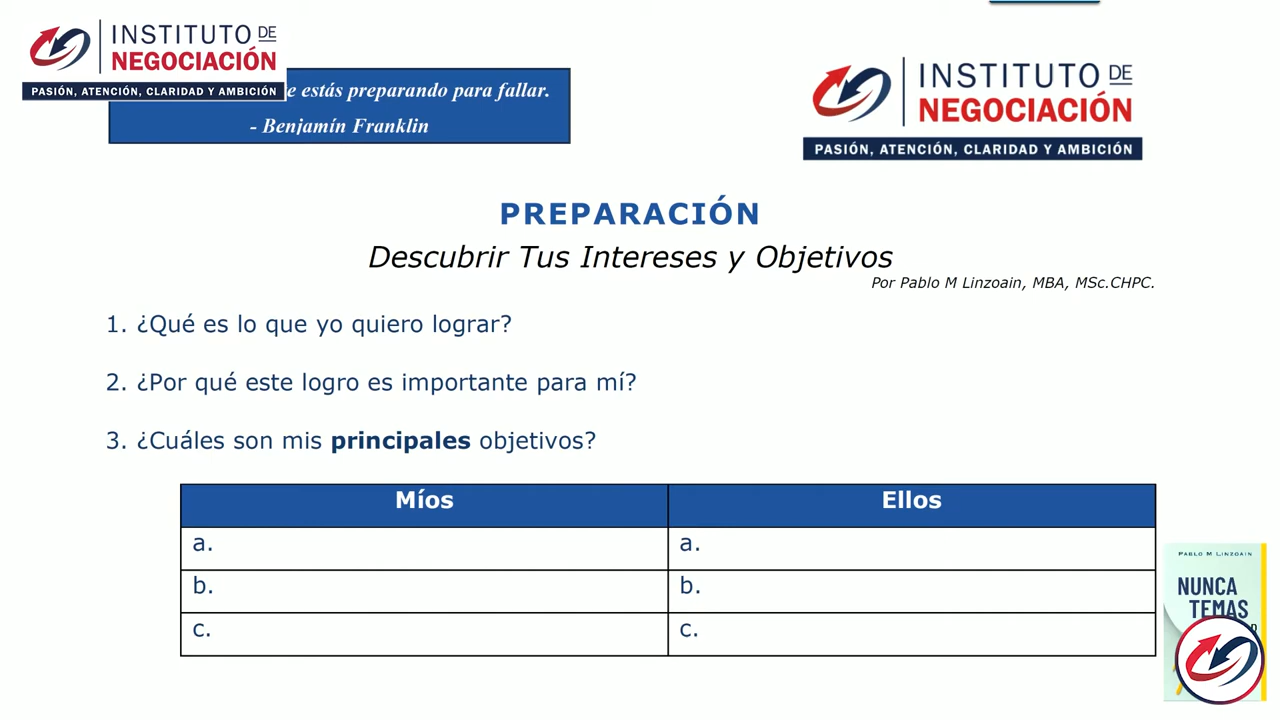 INSTITUTO DE
NEGOCIACIÓN
PASIÓN, ATENCIÓN, CLARIDAD Y AMBICIÓN
estás preparando para fallar.
- Benjamín Franklin
INSTITUTO DE
NEGOCIACIÓN
PASIÓN, ATENCIÓN, CLARIDAD Y AMBICIÓN
PREPARACIÓN
Descubrir Tus Intereses y Objetivos
Por Pablo M Linzoain, MBA, MSc.CHPC.
1. ¿Qué es lo que yo quiero lograr?
2. ¿Por qué este logro es importante para mí?
3. ¿Cuáles son mis principales objetivos?
Míos Ellos
a. a.
b. b.
c. c.
PABLO M LINZOAIN
NUNCA
TEMAS